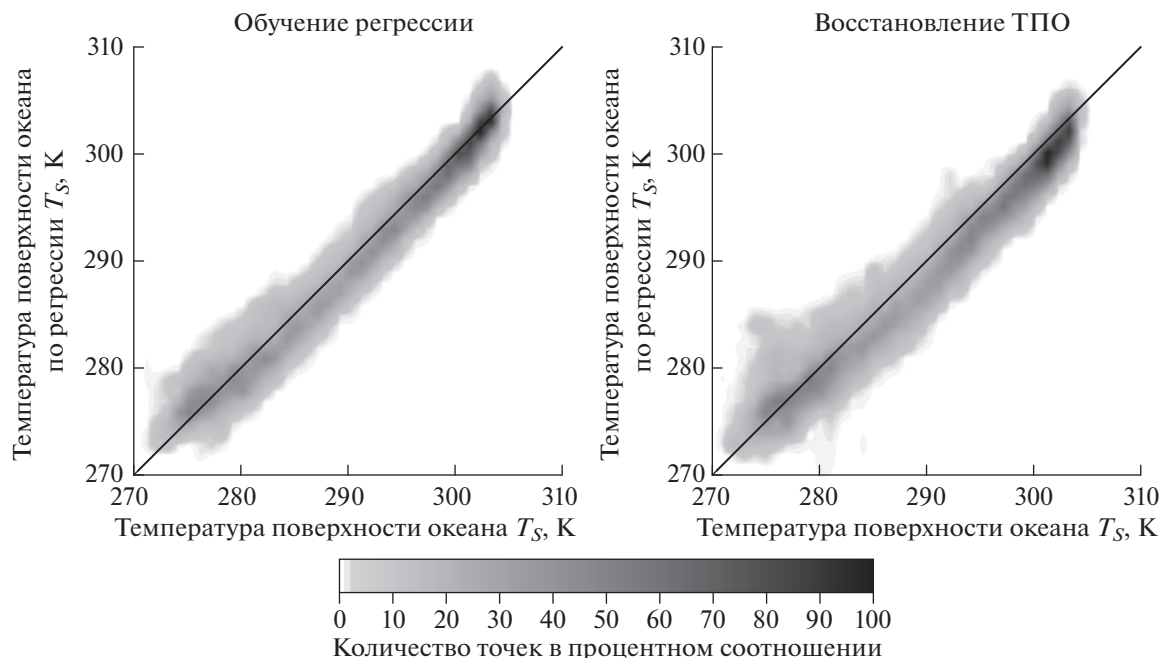 Обучение регрессии
Температура поверхности океана
по регрессии T_S, К
310
300
290
280
270
270 280 290 300 310
Температура поверхности океана T_S, К
Восстановление ТПО
Температура поверхности океана
по регрессии T_S, К
310
300
290
280
270
270 280 290 300 310
Температура поверхности океана T_S, К
0 10 20 30 40 50 60 70 80 90 100
Количество точек в процентном соотношении